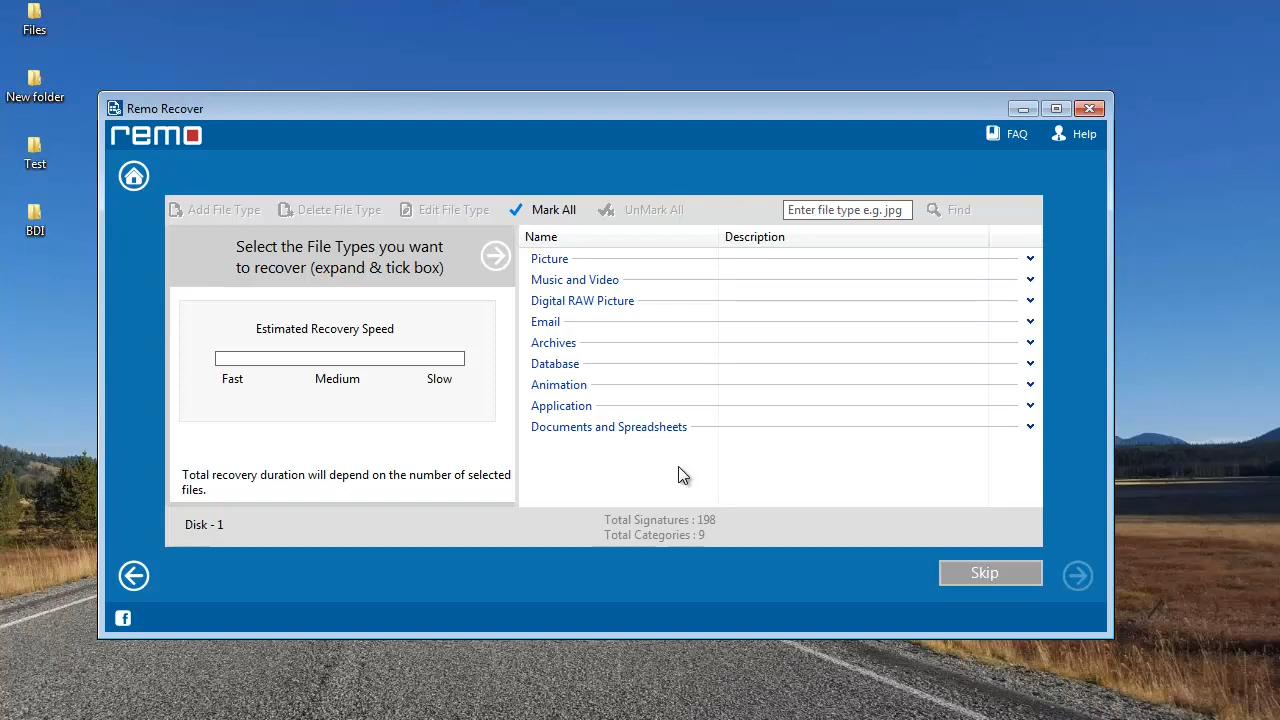 Files
New folder
Test
BDI
Remo Recover
remo
FAQ
Help
Add File Type
Delete File Type
Edit File Type
Mark All
UnMark All
Enter file type e.g. jpg
Find
Select the File Types you want
to recover (expand & tick box)
Estimated Recovery Speed
Fast
Medium
Slow
Total recovery duration will depend on the number of selected
files.
Name
Description
Picture
Music and Video
Digital RAW Picture
Email
Archives
Database
Animation
Application
Documents and Spreadsheets
Disk - 1
Total Signatures : 198
Total Categories : 9
Skip
f